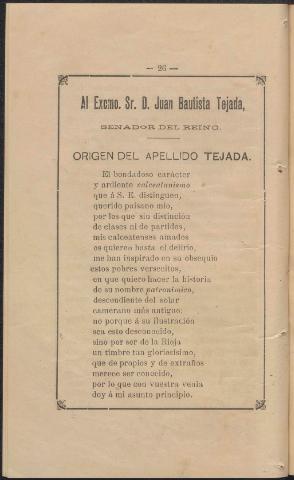 — 26 —
Al Excmo. Sr. D. Juan Bautista Tejada,
SENADOR DEL REINO.
ORIGEN DEL APELLIDO TEJADA.
El bondadoso carácter
y ardiente calceatanismo
que á S. E. distinguen,
querido paisano mio,
por los que sin distinción
de clases ni de partidos,
mis calceatenses amados
os quieren hasta el delirio,
me han inspirado en su obsequio
estos pobres versecitos,
en que quiero hacer la historia
de su nombre patronímico,
descendiente del solar
camerano más antiguo:
no porque á su ilustración
sea esto desconocido,
sino por ser de la Rioja
un timbre tan gloriosísimo,
que de propios y de extraños
merece ser conocido,
por lo que con vuestra venia
doy á mi asunto principio.